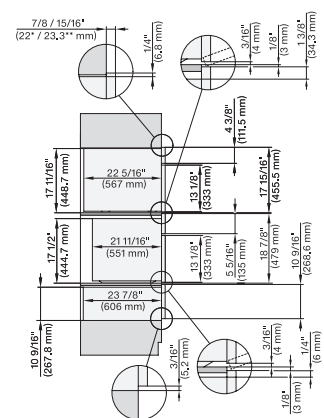 7/8 / 15/16"
(22* / 23.3** mm)
1/4"
(6.8 mm)
3/16"
(4 mm)
1/8"
(3 mm)
1 3/8"
(34.3 mm)
4 3/8"
(111.5 mm)
17 11/16"
(448.7 mm)
22 5/16"
(567 mm)
13 1/8"
(333 mm)
17 15/16"
(455.5 mm)
17 1/2"
(444.7 mm)
21 11/16"
(551 mm)
13 1/8"
(333 mm)
5 5/16"
(135 mm)
18 7/8"
(479 mm)
10 9/16"
(268.6 mm)
23 7/8"
(606 mm)
10 9/16"
(267.8 mm)
3/16"
(5.2 mm)
3/16"
(4 mm)
1/8"
(3 mm)
1/4"
(6 mm)